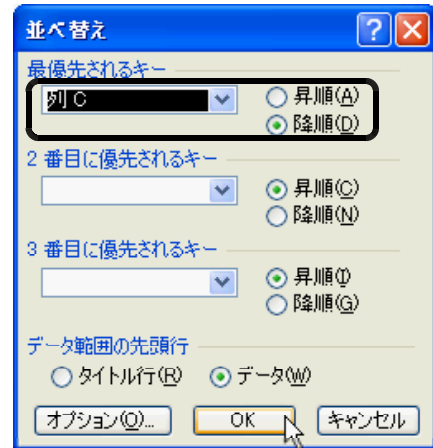 並べ替え
最優先されるキー
列 C 昇順(A)
降順(D)
2 番目に優先されるキー
昇順(C)
降順(N)
3 番目に優先されるキー
昇順(I)
降順(G)
データ範囲の先頭行
タイトル行(R) データ(W)
オプション(O)... OK キャンセル